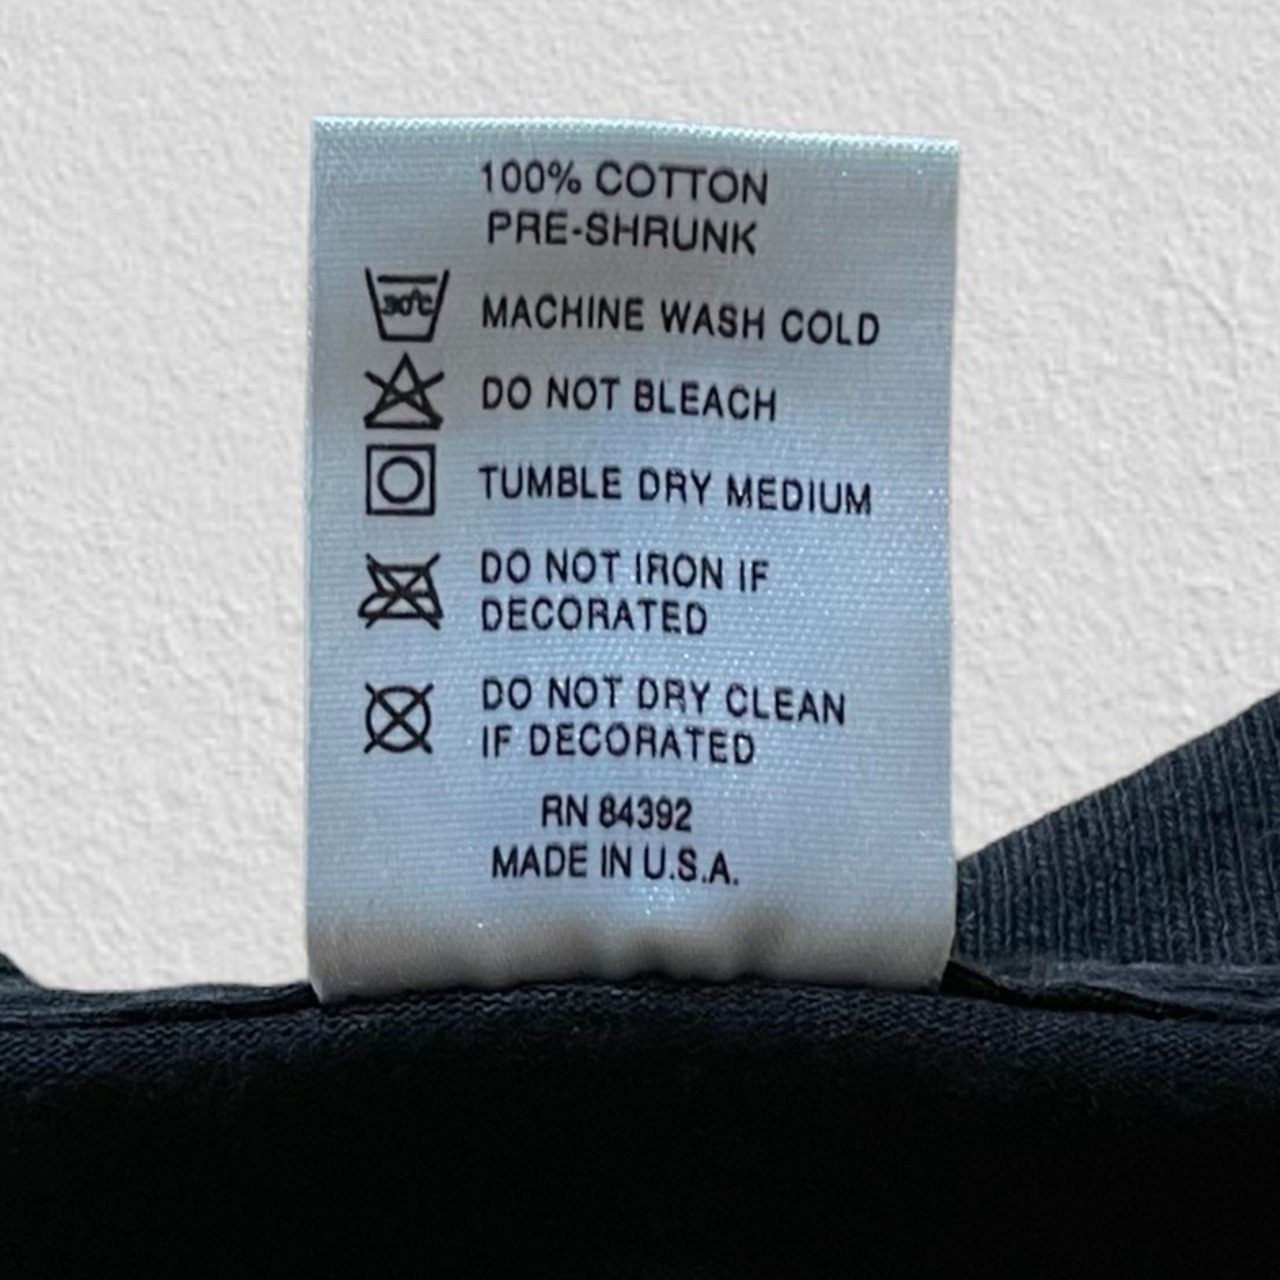 100% COTTON
PRE-SHRUNK
30°C
MACHINE WASH COLD
DO NOT BLEACH
TUMBLE DRY MEDIUM
DO NOT IRON IF
DECORATED
DO NOT DRY CLEAN
IF DECORATED
RN 84392
MADE IN U.S.A.